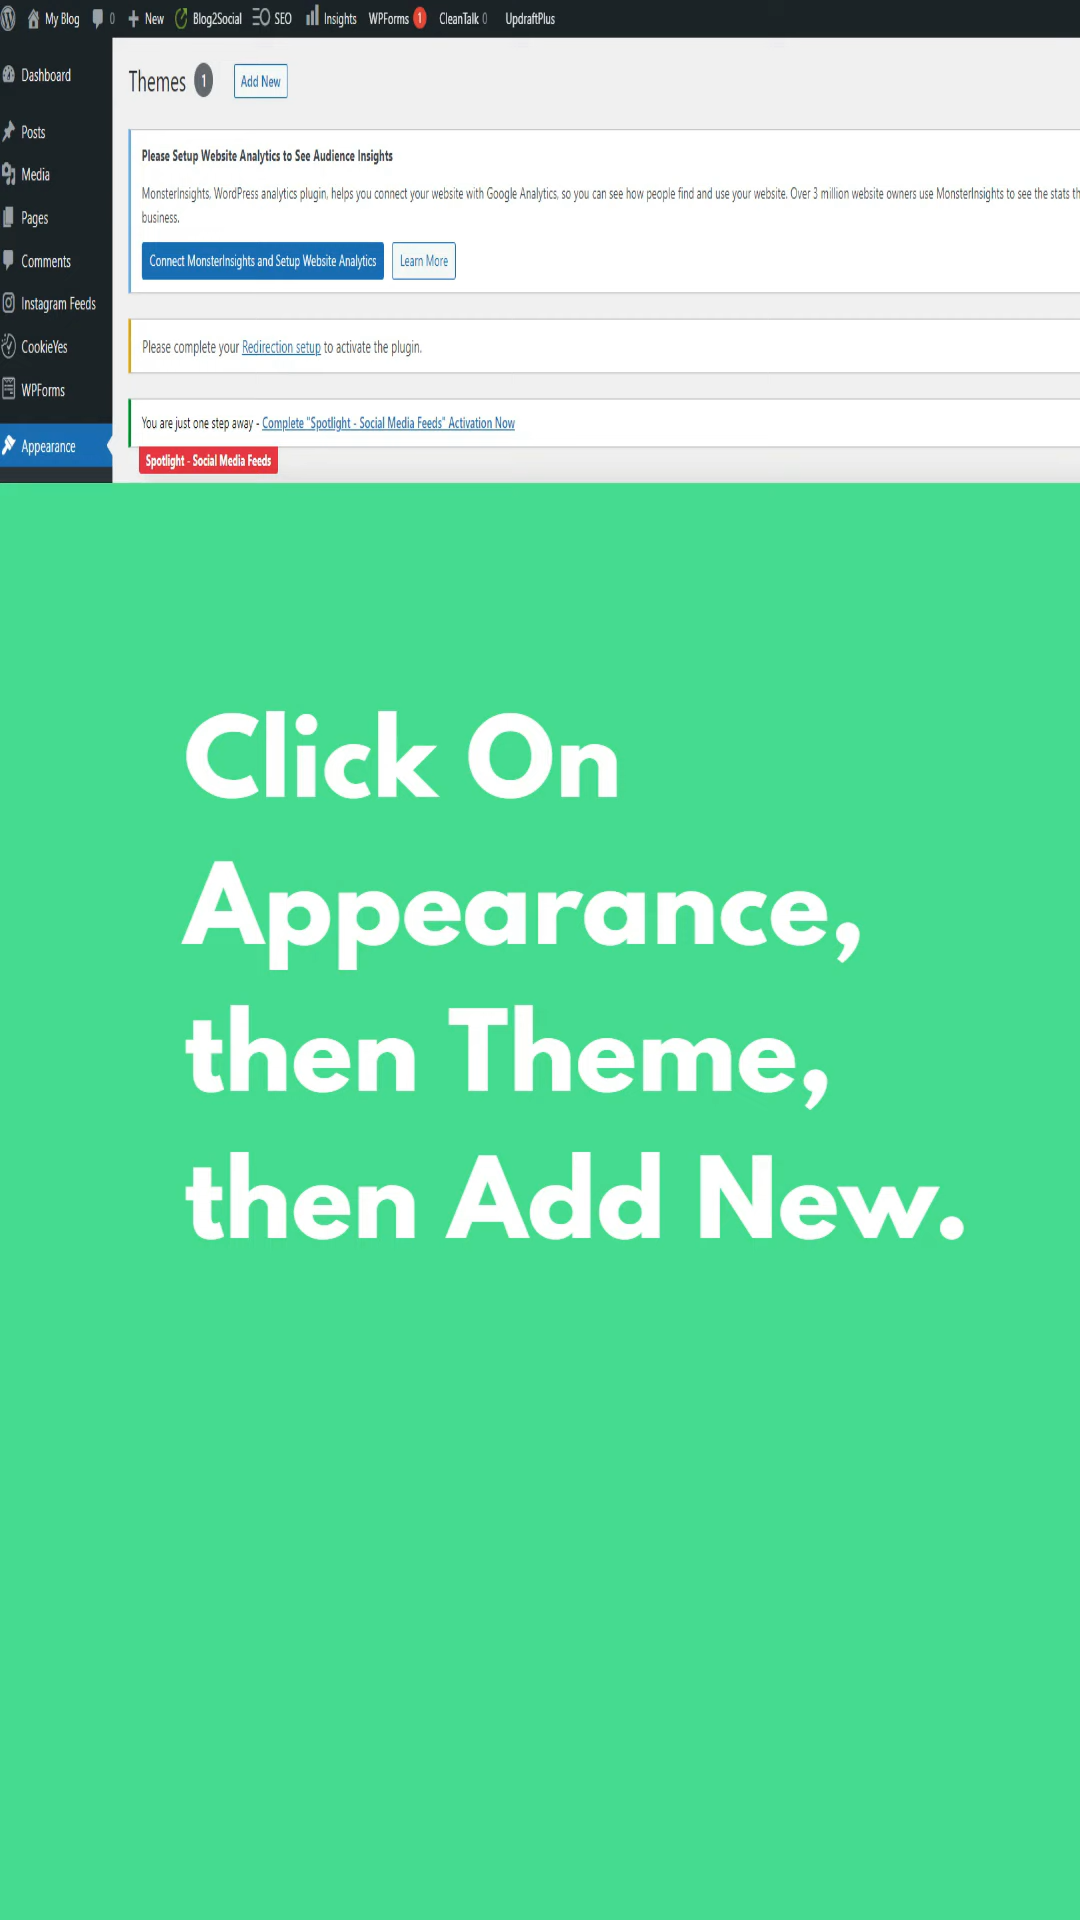 My Blog 0 New Blog2Social SEO Insights WPForms 1 CleanTalk 0 UpdraftPlus
Dashboard
Posts
Media
Pages
Comments
Instagram Feeds
CookieYes
WPForms
Appearance
Themes 1 Add New
Please Setup Website Analytics to See Audience Insights
MonsterInsights, WordPress analytics plugin, helps you connect your website with Google Analytics, so you can see how people find and use your website. Over 3 million website owners use MonsterInsights to see the stats th
business.
Connect MonsterInsights and Setup Website Analytics Learn More
Please complete your Redirection setup to activate the plugin.
You are just one step away - Complete "Spotlight - Social Media Feeds" Activation Now
Spotlight - Social Media Feeds
Click On
Appearance,
then Theme,
then Add New.